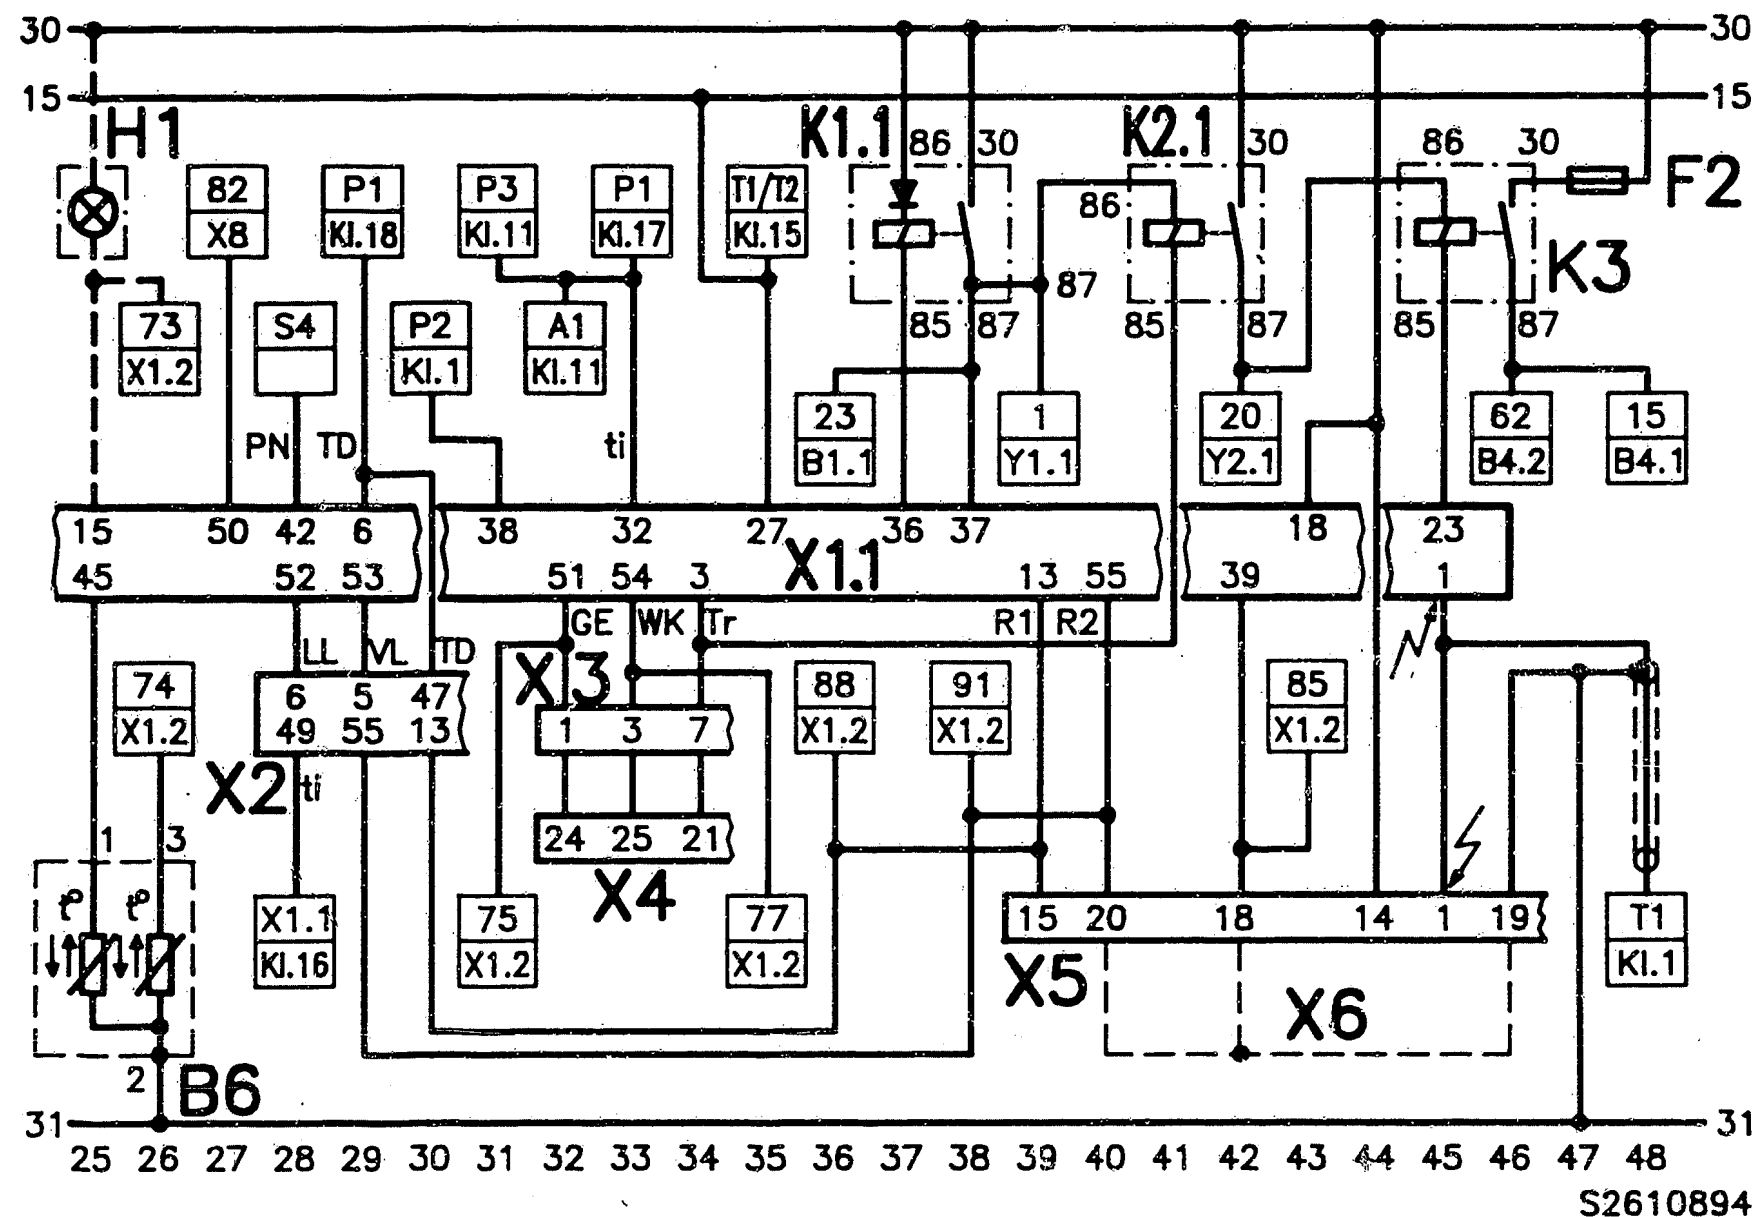 30 30
15 15
H1 K1.1 86 30 K2.1 30 86 30 F2
82 P1 P3 P1 T1/T2
X8 Kl.18 Kl.11 Kl.17 Kl.15 86
K3
87
73 S4 P2 A1 85 87 85 87 85 87
X1.2 Kl.1 Kl.11
23 1 20 62 15
PN TD ti B1.1 Y1.1 Y2.1 B4.2 B4.1
15 50 42 6 38 32 27 36 37 18 23
X1.1
45 52 53 51 54 3 13 55 39 1
GE WK Tr R1 R2
LL VL TD
X3
74 6 5 47 88 91 85
X1.2 49 55 13 1 3 7 X1.2 X1.2 X1.2
X2 ti
1 3 24 25 21
X4
t° t° X1.1 75 77 15 20 18 14 1 19 T1
Kl.16 X1.2 X1.2 Kl.1
X5 X6
2 B6
31 31
25 26 27 28 29 30 31 32 33 34 35 36 37 38 39 40 41 42 43 44 45 46 47 48
S2610894